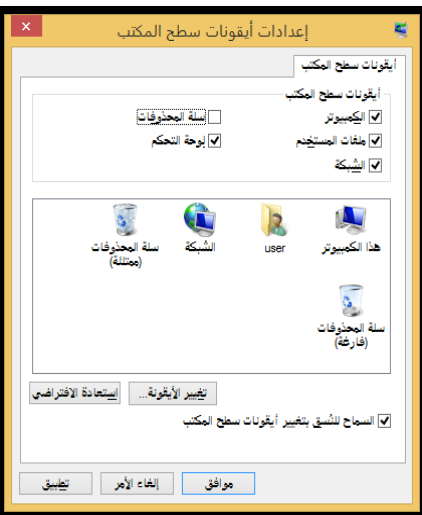 إعدادات أيقونات سطح المكتب
أيقونات سطح المكتب
أيقونات سطح المكتب
الكمبيوتر
سلة المحذوفات
ملفات المستخدم
لوحة التحكم
الشبكة
هذا الكمبيوتر
user
الشبكة
سلة المحذوفات
(ممتلئة)
سلة المحذوفات
(فارغة)
تغيير الأيقونة...
إستعادة الافتراضي
السماح للنُسق بتغيير أيقونات سطح المكتب
موافق
إلغاء الأمر
تطبيق